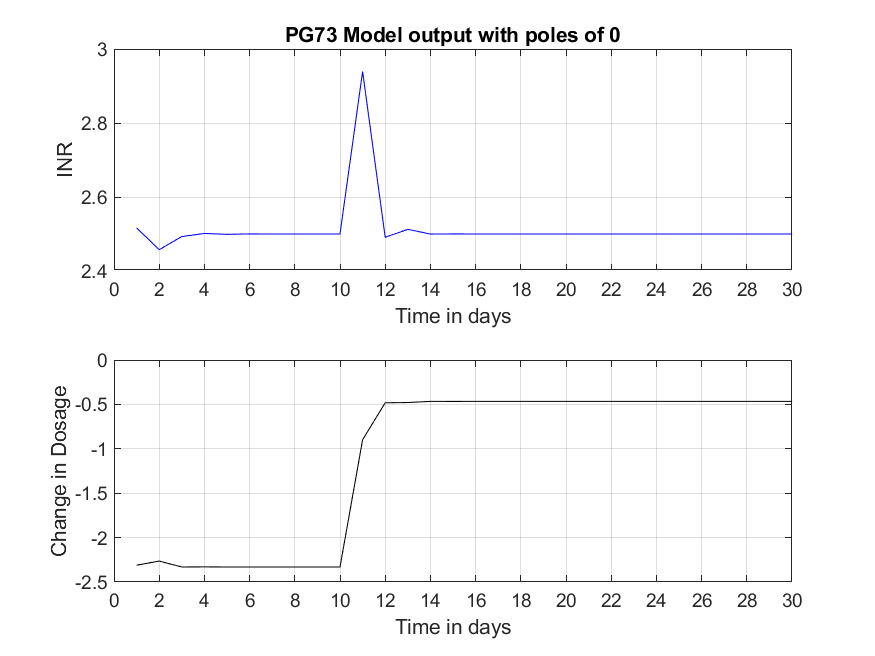 PG73 Model output with poles of 0
3
2.8
2.6
2.4
INR
0 2 4 6 8 10 12 14 16 18 20 22 24 26 28 30
Time in days
0
-0.5
-1
-1.5
-2
-2.5
Change in Dosage
0 2 4 6 8 10 12 14 16 18 20 22 24 26 28 30
Time in days